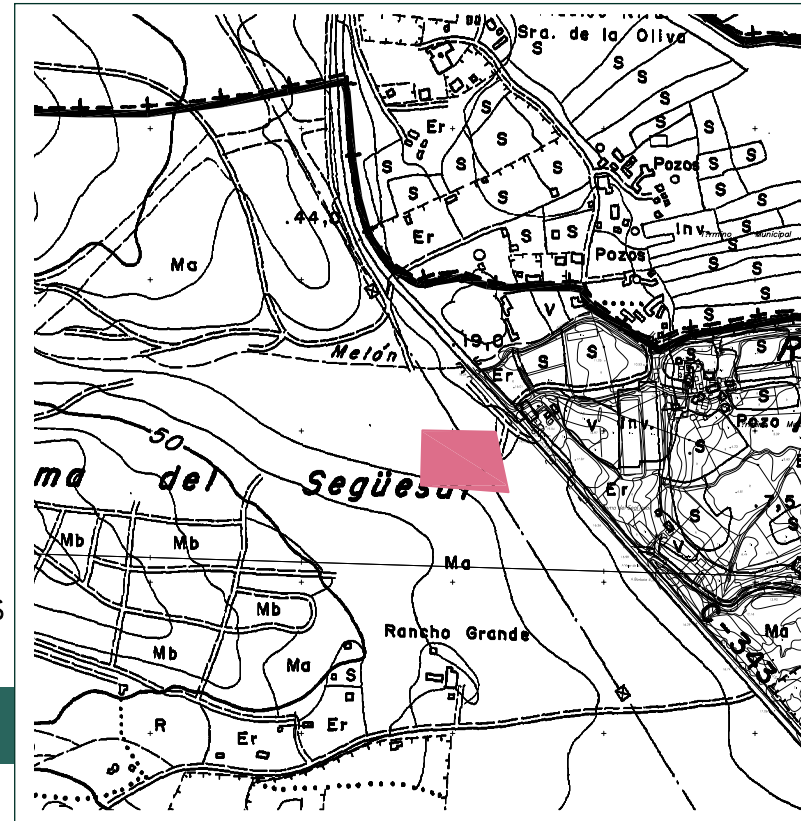 Sra. de la Oliva
S
S
S
S
S
Er
S
S
S
S
Pozos
S
S
S
S
S
S
.44,0
Er
S
S
Inv.
Término Municipal
S
Pozos
S
S
Ma
S
V
S
19,0
Melón
S
S
S
S
Er
S
50
V
Inv.
Pozo
S
ma del Següesal
Er
7,5
S
S
V
Mb
Mb
Ma
Mb
Rancho Grande
Ma
-343
Mb
Ma
S
R
Er
Er